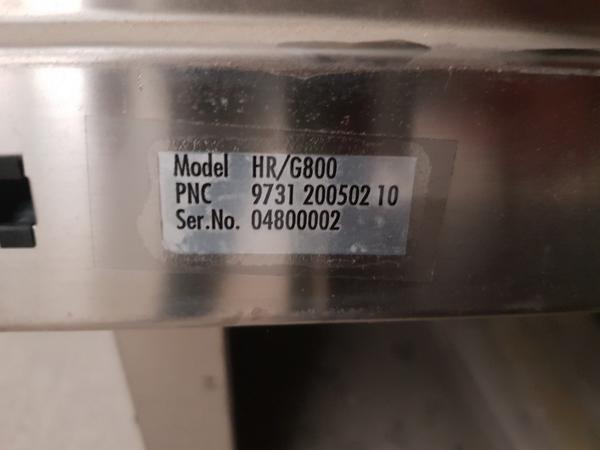 Model HR/G800
PNC 9731 200502 10
Ser.No. 04800002